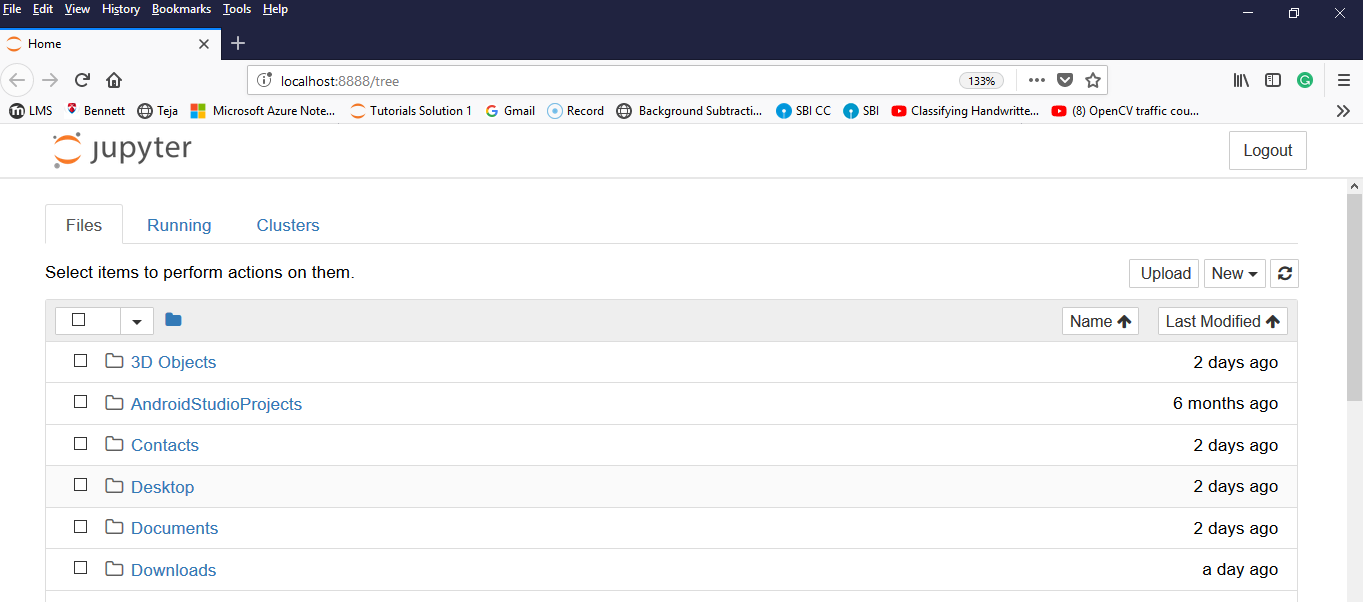 File Edit View History Bookmarks Tools Help
Home
localhost:8888/tree 133%
LMS Bennett Teja Microsoft Azure Note... Tutorials Solution 1 Gmail Record Background Subtracti... SBI CC SBI Classifying Handwritte... (8) OpenCV traffic cou...
jupyter Logout
Files Running Clusters
Select items to perform actions on them. Upload New
Name Last Modified
3D Objects 2 days ago
AndroidStudioProjects 6 months ago
Contacts 2 days ago
Desktop 2 days ago
Documents 2 days ago
Downloads a day ago